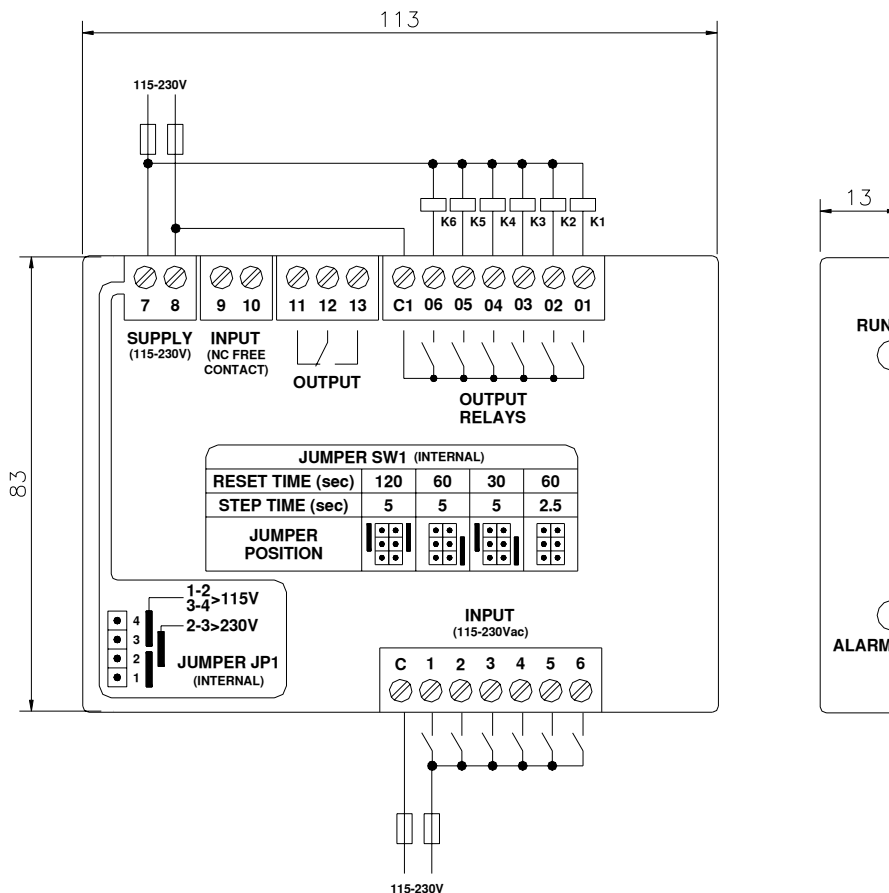 113
115-230V
13
K6 K5 K4 K3 K2 K1
7 8 9 10 11 12 13 C1 06 05 04 03 02 01
SUPPLY
(115-230V)
INPUT
(NC FREE
CONTACT)
OUTPUT
OUTPUT
RELAYS
RUN
83
JUMPER SW1 (INTERNAL)
RESET TIME (sec) 120 60 30 60
STEP TIME (sec) 5 5 5 2.5
JUMPER
POSITION
1-2
3-4>115V
2-3>230V
4
3
2
1
JUMPER JP1
(INTERNAL)
INPUT
(115-230Vac)
C 1 2 3 4 5 6
ALARM
115-230V